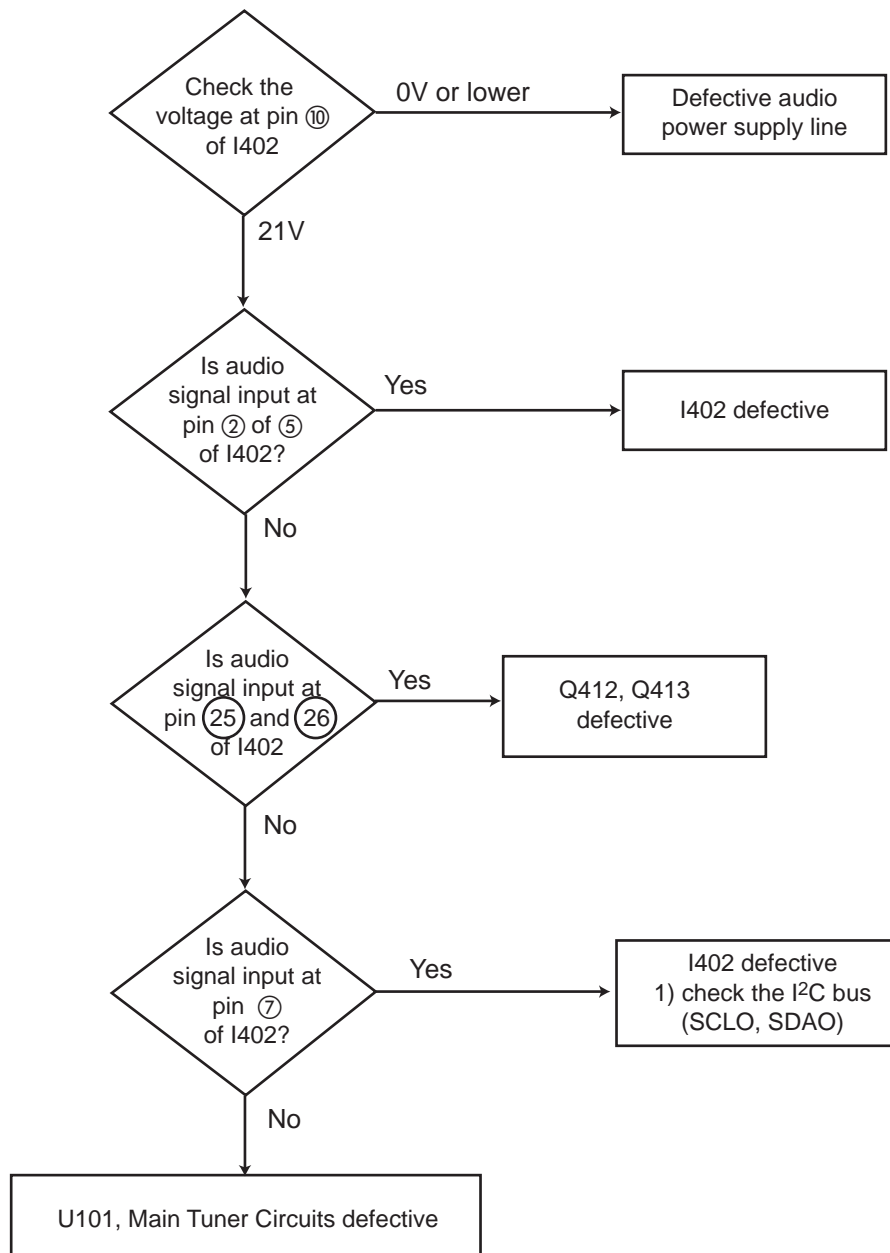 Check the
voltage at pin ⑩
of I402
0V or lower
Defective audio
power supply line
21V
Is audio
signal input at
pin ② of ⑤
of I402?
Yes
I402 defective
No
Is audio
signal input at
pin 25 and 26
of I402
Yes
Q412, Q413
defective
No
Is audio
signal input at
pin ⑦
of I402?
Yes
I402 defective
1) check the I²C bus
(SCLO, SDAO)
No
U101, Main Tuner Circuits defective